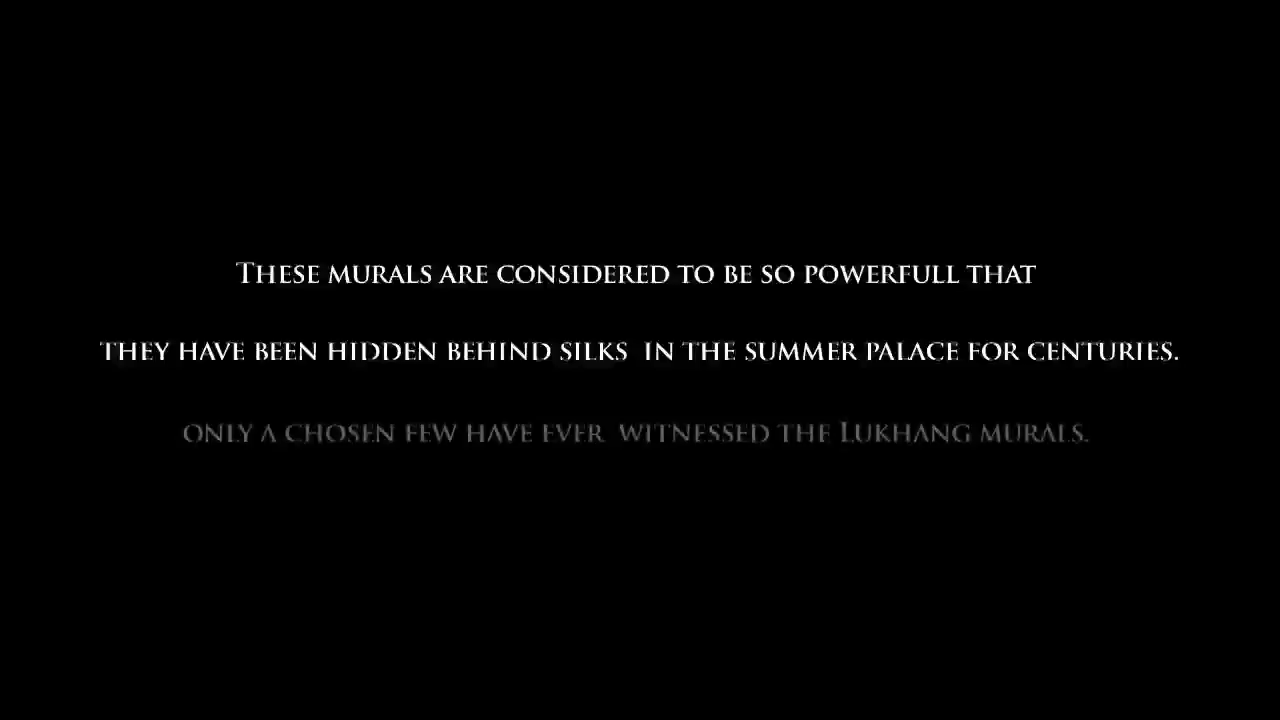 These murals are considered to be so powerfull that
they have been hidden behind silks  in the summer palace for centuries.
only a chosen few have ever  witnessed the Lukhang murals.